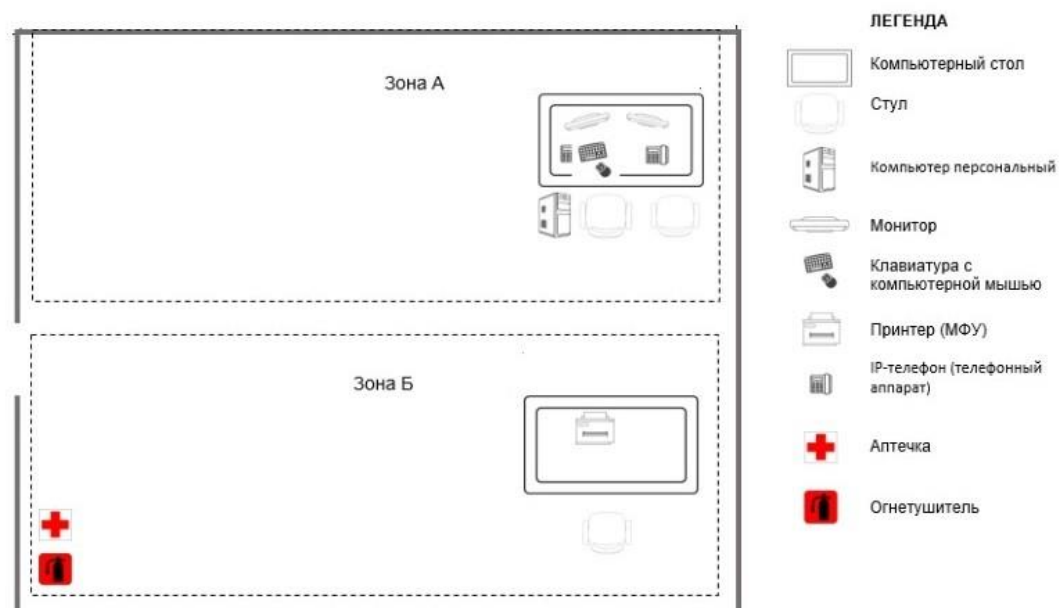 ЛЕГЕНДА
Зона А
Компьютерный стол
Стул
Компьютер персональный
Монитор
Клавиатура с
компьютерной мышью
Принтер (МФУ)
IP-телефон (телефонный
аппарат)
Зона Б
Аптечка
Огнетушитель